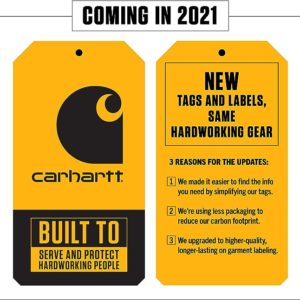 COMING IN 2021
carhartt
BUILT TO
SERVE AND PROTECT
HARDWORKING PEOPLE
NEW
TAGS AND LABELS,
SAME
HARDWORKING GEAR
3 REASONS FOR THE UPDATES:
1 We made it easier to find the info
you need by simplifying our tags.
2 We're using less packaging to
reduce our carbon footprint.
3 We upgraded to higher-quality,
longer-lasting on garment labeling.